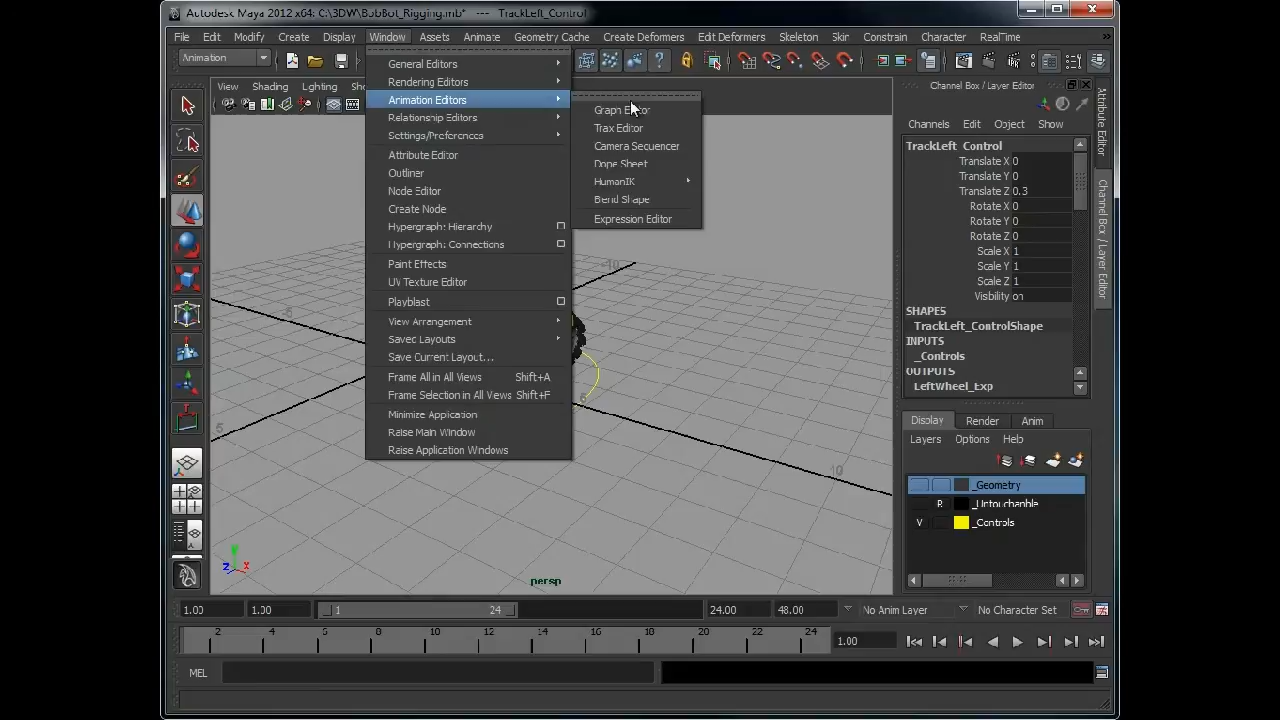 Autodesk Maya 2012 x64: C:\3DW\BobBot_Rigging.mb* --- TrackLeft_Control
File Edit Modify Create Display Window Assets Animate Geometry Cache Create Deformers Edit Deformers Skeleton Skin Constrain Character RealTime »
Animation
View Shading Lighting Sho
General Editors
Rendering Editors
Animation Editors
Relationship Editors
Settings/Preferences
Attribute Editor
Outliner
Node Editor
Create Node
Hypergraph: Hierarchy
Hypergraph: Connections
Paint Effects
UV Texture Editor
Playblast
View Arrangement
Saved Layouts
Save Current Layout...
Frame All in All Views Shift+A
Frame Selection in All Views Shift+F
Minimize Application
Raise Main Window
Raise Application Windows
Graph Editor
Trax Editor
Camera Sequencer
Dope Sheet
HumanIK
Blend Shape
Expression Editor
persp
Channel Box / Layer Editor
Channels Edit Object Show
TrackLeft_Control
Translate X 0
Translate Y 0
Translate Z 0.3
Rotate X 0
Rotate Y 0
Rotate Z 0
Scale X 1
Scale Y 1
Scale Z 1
Visibility on
SHAPES
TrackLeft_ControlShape
INPUTS
_Controls
OUTPUTS
LeftWheel_Exp
Attribute Editor
Channel Box / Layer Editor
Display Render Anim
Layers Options Help
_Geometry
R _Untouchable
V _Controls
1.00 1.00 1 24 24.00 48.00 No Anim Layer No Character Set
2 4 6 8 10 12 14 16 18 20 22 24 1.00
MEL